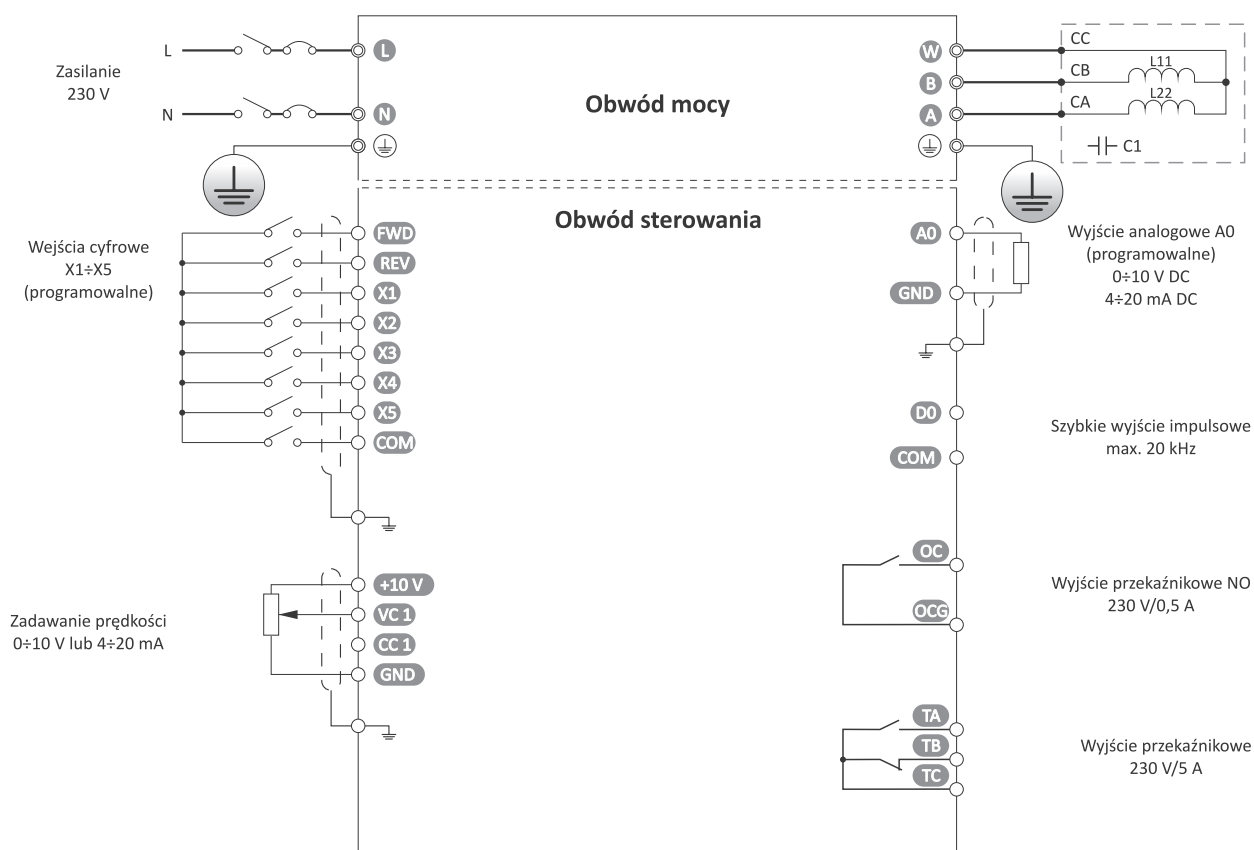 L
Zasilanie
230 V
N
L
N
Obwód mocy
W
B
A
CC
CB
L11
L22
CA
C1
Obwód sterowania
Wejścia cyfrowe
X1÷X5
(programowalne)
FWD
REV
X1
X2
X3
X4
X5
COM
A0
GND
Wyjście analogowe A0
(programowalne)
0÷10 V DC
4÷20 mA DC
D0
COM
Szybkie wyjście impulsowe
max. 20 kHz
Zadawanie prędkości
0÷10 V lub 4÷20 mA
+10 V
VC 1
CC 1
GND
OC
OCG
Wyjście przekaźnikowe NO
230 V/0,5 A
TA
TB
TC
Wyjście przekaźnikowe
230 V/5 A